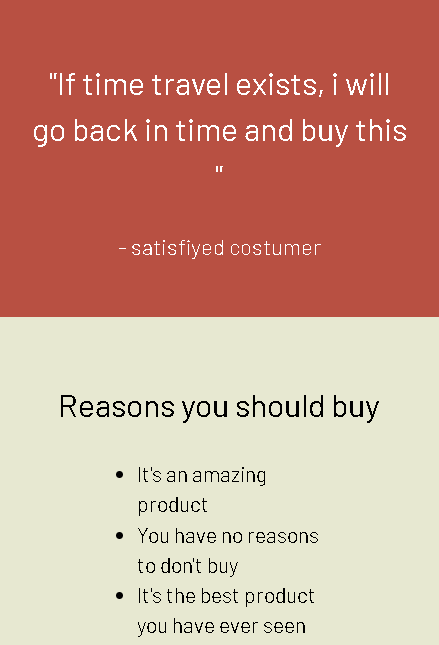 "If time travel exists, i will
go back in time and buy this
"
- satisfiyed costumer
Reasons you should buy
• It's an amazing
product
• You have no reasons
to don't buy
• It's the best product
you have ever seen